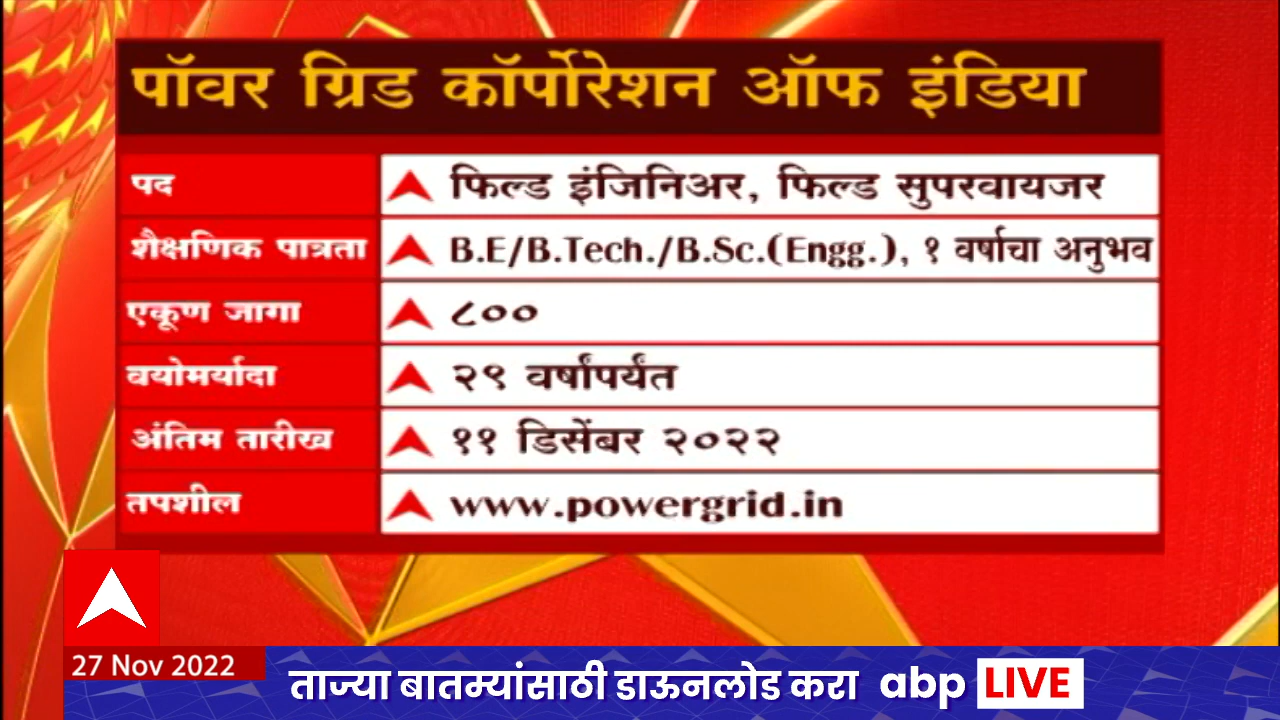 पॉवर ग्रिड कॉर्पोरेशन ऑफ इंडिया
पद फिल्ड इंजिनिअर, फिल्ड सुपरवायजर
शैक्षणिक पात्रता B.E/B.Tech./B.Sc.(Engg.), १ वर्षाचा अनुभव
एकूण जागा ८००
वयोमर्यादा २९ वर्षांपर्यंत
अंतिम तारीख ११ डिसेंबर २०२२
तपशील www.powergrid.in
27 Nov 2022
ताज्या बातम्यांसाठी डाऊनलोड करा abp LIVE